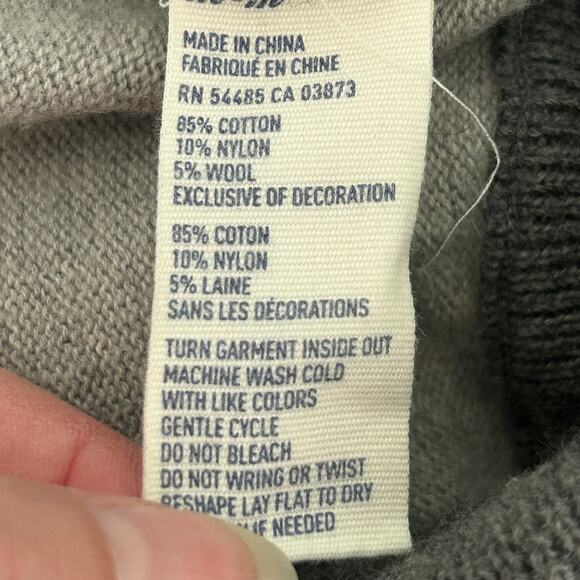 MADE IN CHINA
FABRIQUÉ EN CHINE
RN 54485 CA 03873
85% COTTON
10% NYLON
5% WOOL
EXCLUSIVE OF DECORATION
85% COTON
10% NYLON
5% LAINE
SANS LES DÉCORATIONS
TURN GARMENT INSIDE OUT
MACHINE WASH COLD
WITH LIKE COLORS
GENTLE CYCLE
DO NOT BLEACH
DO NOT WRING OR TWIST
RESHAPE LAY FLAT TO DRY
IF NEEDED